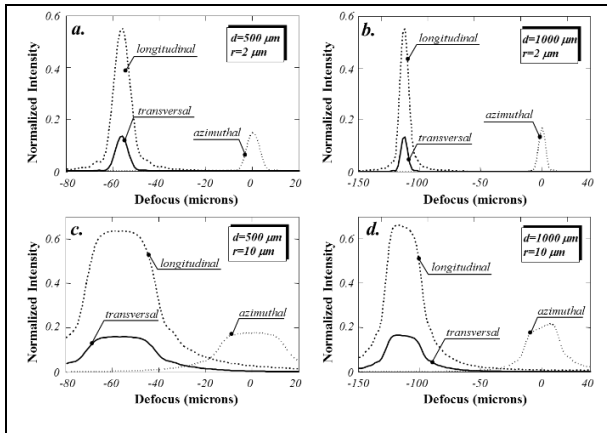 a.
d=500 μm
r=2 μm
longitudinal
transversal
azimuthal
Normalized Intensity
0.6
0.4
0.2
0
-80 -60 -40 -20 0 20
Defocus (microns)
b.
d=1000 μm
r=2 μm
longitudinal
azimuthal
transversal
Normalized Intensity
0.6
0.4
0.2
0
-150 -100 -50 0 40
Defocus (microns)
c.
d=500 μm
r=10 μm
longitudinal
transversal
azimuthal
Normalized Intensity
0.6
0.4
0.2
0
-80 -60 -40 -20 0 20
Defocus (microns)
d.
d=1000 μm
r=10 μm
longitudinal
azimuthal
transversal
Normalized Intensity
0.6
0.4
0.2
0
-150 -100 -50 0 40
Defocus (microns)